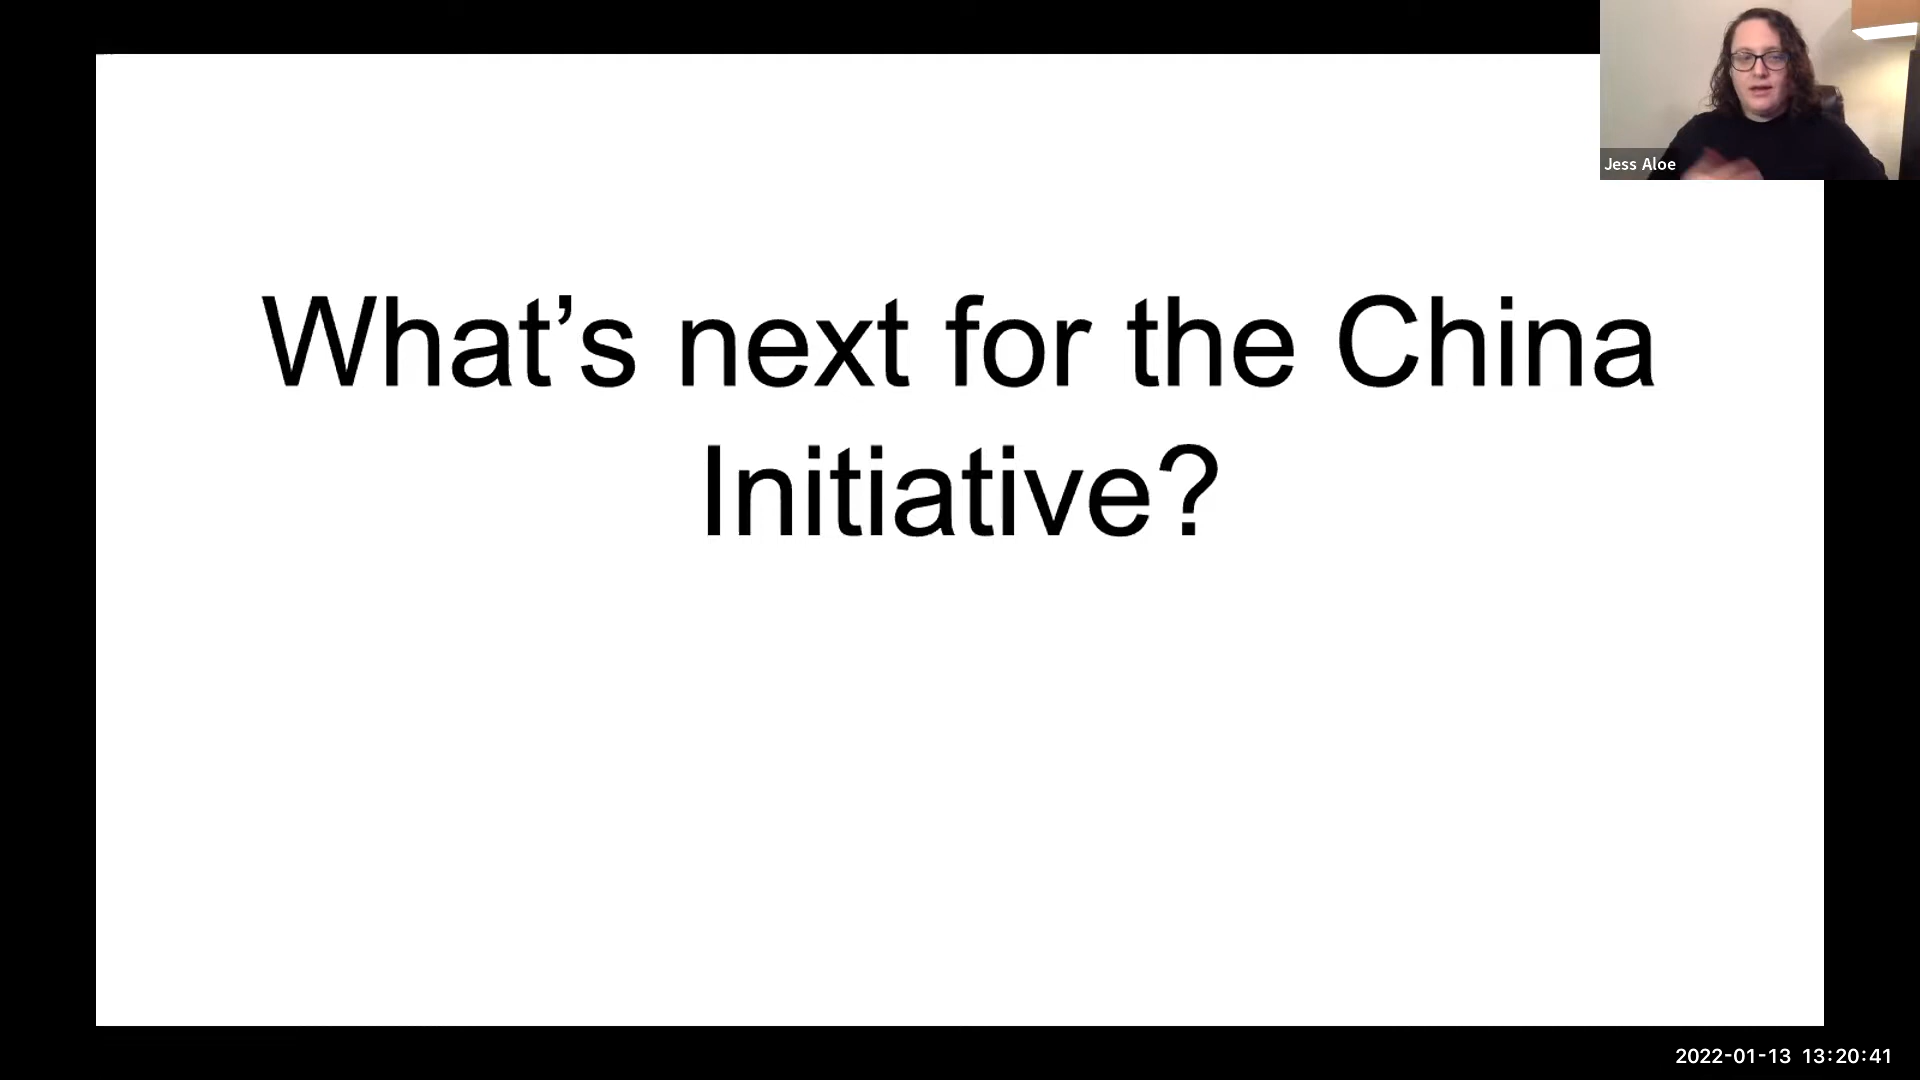 Jess Aloe
What’s next for the China
Initiative?
2022-01-13 13:20:41